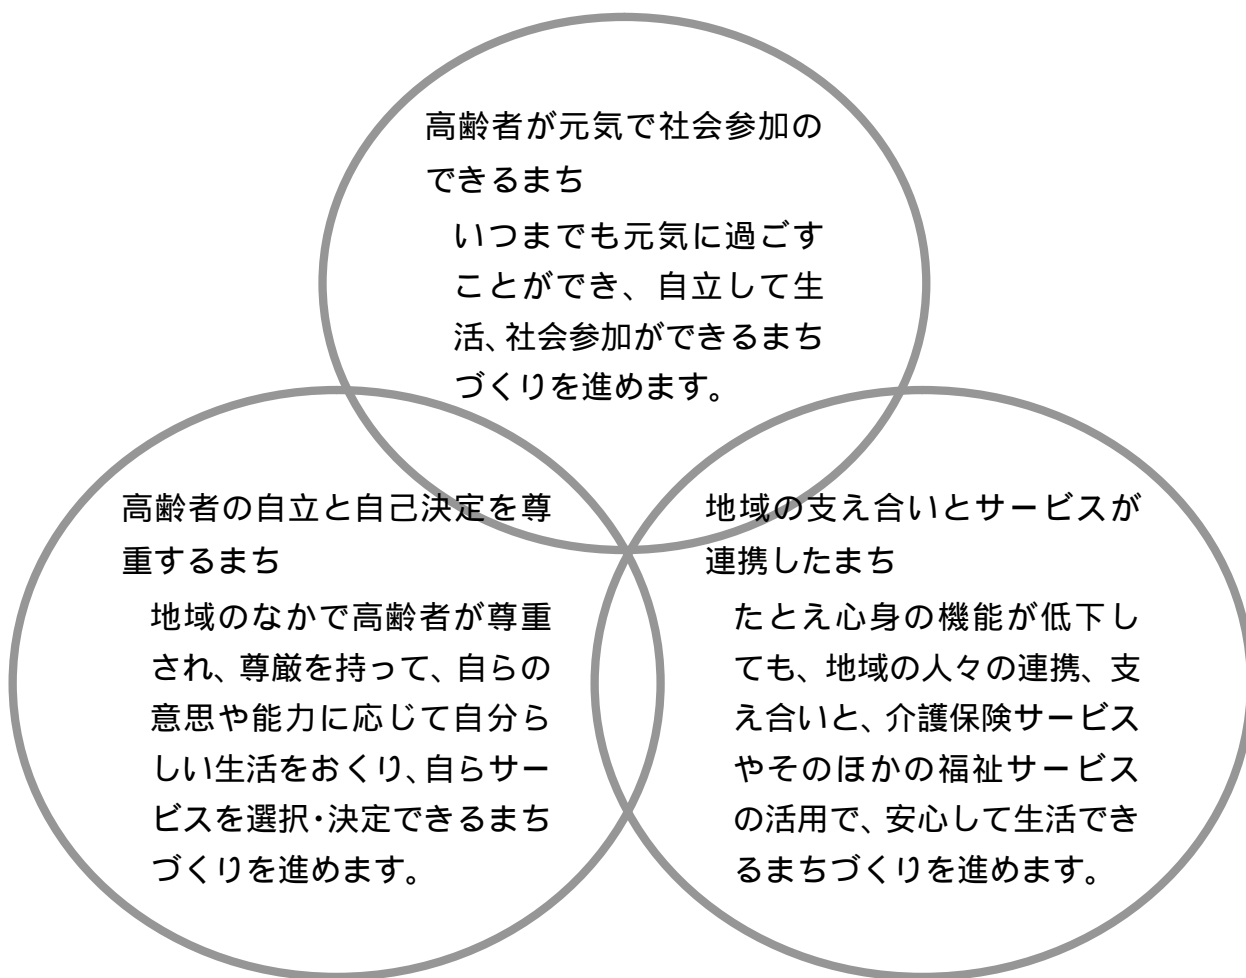 高齢者が元気で社会参加の
できるまち
いつまでも元気に過ごす
ことができ、自立して生
活、社会参加ができるまち
づくりを進めます。
高齢者の自立と自己決定を尊
重するまち
地域のなかで高齢者が尊重
され、尊厳を持って、自らの
意思や能力に応じて自分ら
しい生活をおくり、自らサー
ビスを選択・決定できるまち
づくりを進めます。
地域の支え合いとサービスが
連携したまち
たとえ心身の機能が低下し
ても、地域の人々の連携、支
え合いと、介護保険サービス
やそのほかの福祉サービス
の活用で、安心して生活でき
るまちづくりを進めます。